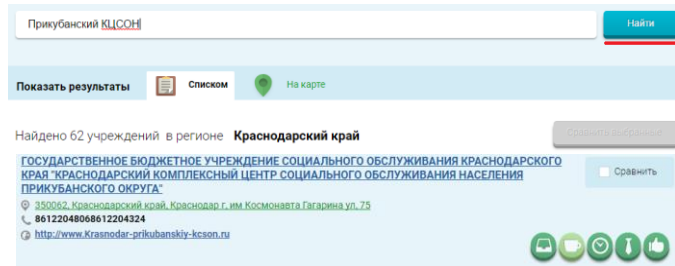 Прикубанский КЦСОН
Найти
Показать результаты Списком На карте
Найдено 62 учреждений в регионе Краснодарский край
Сравнить выбранные
ГОСУДАРСТВЕННОЕ БЮДЖЕТНОЕ УЧРЕЖДЕНИЕ СОЦИАЛЬНОГО ОБСЛУЖИВАНИЯ КРАСНОДАРСКОГО
КРАЯ "КРАСНОДАРСКИЙ КОМПЛЕКСНЫЙ ЦЕНТР СОЦИАЛЬНОГО ОБСЛУЖИВАНИЯ НАСЕЛЕНИЯ
ПРИКУБАНСКОГО ОКРУГА"
Сравнить
350062, Краснодарский край, Краснодар г, им Космонавта Гагарина ул, 75
86122048068612204324
http://www.Krasnodar-prikubanskiy-kcson.ru